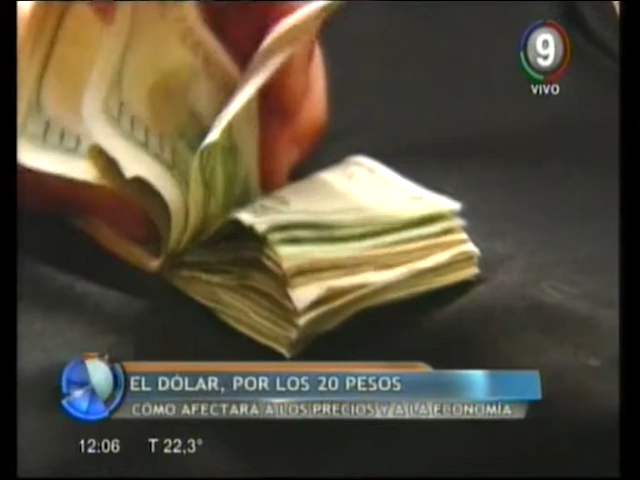 9
VIVO
EL DÓLAR, POR LOS 20 PESOS
CÓMO AFECTARÁ A LOS PRECIOS Y A LA ECONOMÍA
12:06 T 22,3°